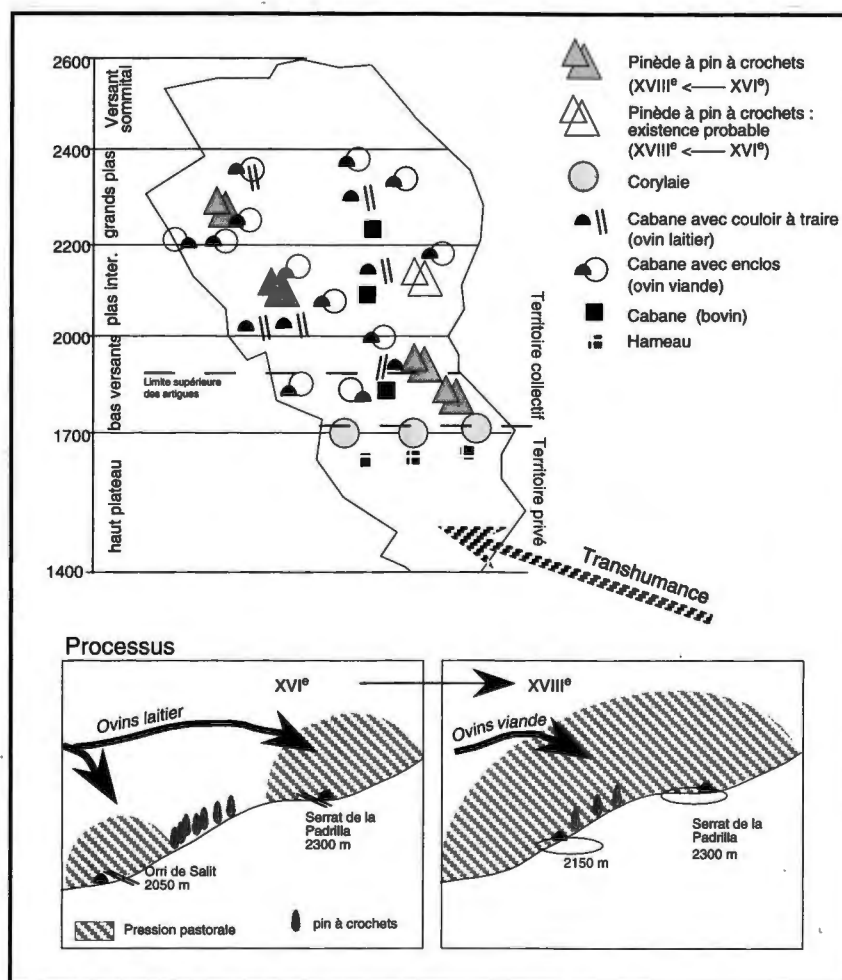 2600
Versant
sommital
2400
grands plas
2200
plas inter.
2000
bas versants
Limite supérieure
des artigues
1700
haut plateau
1400
Territoire collectif
Territoire privé
Transhumance
Pinède à pin à crochets
(XVIIIe <—— XVIe)
Pinède à pin à crochets :
existence probable
(XVIIIe <—— XVIe)
Corylaie
Cabane avec couloir à traire
(ovin laitier)
Cabane avec enclos
(ovin viande)
Cabane (bovin)
Hameau
Processus
XVIe
Ovins laitier
Serrat de la
Padrilla
2300 m
Orri de Salit
2050 m
Pression pastorale
pin à crochets
XVIIIe
Ovins viande
2150 m
Serrat de la
Padrilla
2300 m